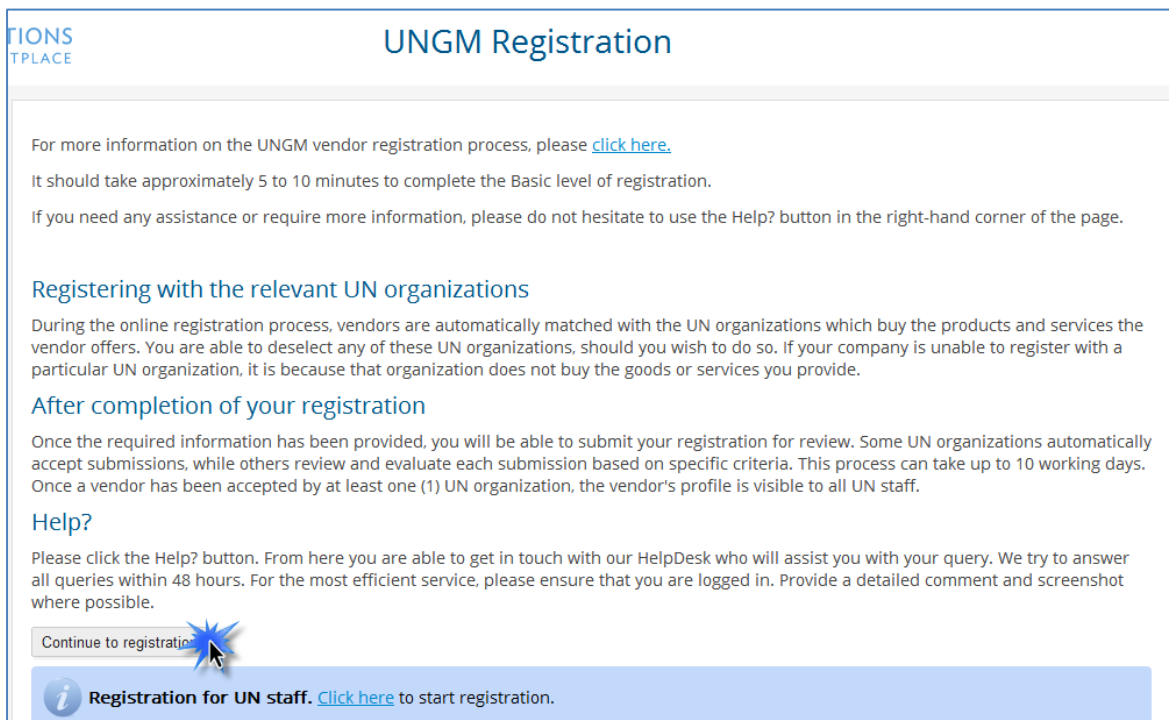 TIONS
TPLACE
UNGM Registration
For more information on the UNGM vendor registration process, please click here.
It should take approximately 5 to 10 minutes to complete the Basic level of registration.
If you need any assistance or require more information, please do not hesitate to use the Help? button in the right-hand corner of the page.
Registering with the relevant UN organizations
During the online registration process, vendors are automatically matched with the UN organizations which buy the products and services the
vendor offers. You are able to deselect any of these UN organizations, should you wish to do so. If your company is unable to register with a
particular UN organization, it is because that organization does not buy the goods or services you provide.
After completion of your registration
Once the required information has been provided, you will be able to submit your registration for review. Some UN organizations automatically
accept submissions, while others review and evaluate each submission based on specific criteria. This process can take up to 10 working days.
Once a vendor has been accepted by at least one (1) UN organization, the vendor's profile is visible to all UN staff.
Help?
Please click the Help? button. From here you are able to get in touch with our HelpDesk who will assist you with your query. We try to answer
all queries within 48 hours. For the most efficient service, please ensure that you are logged in. Provide a detailed comment and screenshot
where possible.
Continue to registration
i Registration for UN staff. Click here to start registration.